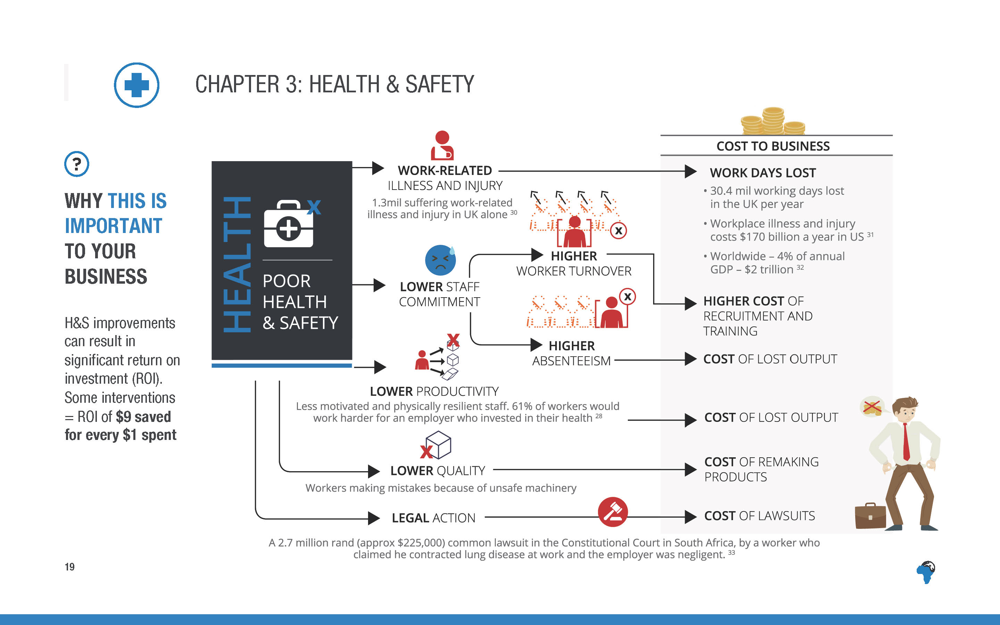 CHAPTER 3: HEALTH & SAFETY
?
WHY THIS IS
IMPORTANT
TO YOUR
BUSINESS
H&S improvements
can result in
significant return on
investment (ROI).
Some interventions
= ROI of $9 saved
for every $1 spent
HEALTH
X
POOR
HEALTH
& SAFETY
WORK-RELATED
ILLNESS AND INJURY
1.3mil suffering work-related
illness and injury in UK alone 30
LOWER STAFF
COMMITMENT
X
HIGHER
WORKER TURNOVER
X
HIGHER
ABSENTEEISM
X
LOWER PRODUCTIVITY
Less motivated and physically resilient staff. 61% of workers would
work harder for an employer who invested in their health 28
X
LOWER QUALITY
Workers making mistakes because of unsafe machinery
LEGAL ACTION
A 2.7 million rand (approx $225,000) common lawsuit in the Constitutional Court in South Africa, by a worker who
claimed he contracted lung disease at work and the employer was negligent. 33
COST TO BUSINESS
WORK DAYS LOST
• 30.4 mil working days lost
in the UK per year
• Workplace illness and injury
costs $170 billion a year in US 31
• Worldwide – 4% of annual
GDP – $2 trillion 32
HIGHER COST OF
RECRUITMENT AND
TRAINING
COST OF LOST OUTPUT
COST OF LOST OUTPUT
COST OF REMAKING
PRODUCTS
COST OF LAWSUITS
19